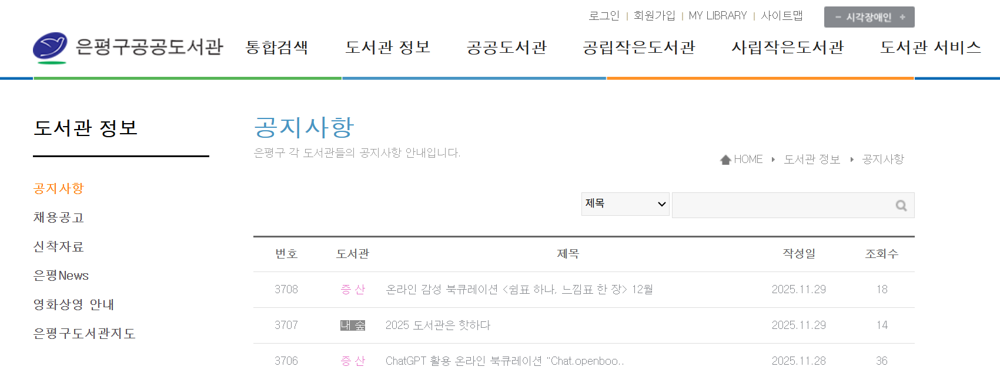 로그인 | 회원가입 | MY LIBRARY | 사이트맵 - 시각장애인 +
은평구공공도서관 통합검색 도서관 정보 공공도서관 공립작은도서관 사립작은도서관 도서관 서비스
도서관 정보
공지사항
채용공고
신착자료
은평News
영화상영 안내
은평구도서관지도
공지사항
은평구 각 도서관들의 공지사항 안내입니다.
HOME 도서관 정보 공지사항
제목
번호 도서관 제목 작성일 조회수
3708 증 산 온라인 감성 북큐레이션 <쉼표 하나, 느낌표 한 장> 12월 2025.11.29 18
3707 내 숲 2025 도서관은 핫하다 2025.11.29 14
3706 증 산 ChatGPT 활용 온라인 북큐레이션 "Chat.openboo.. 2025.11.28 36